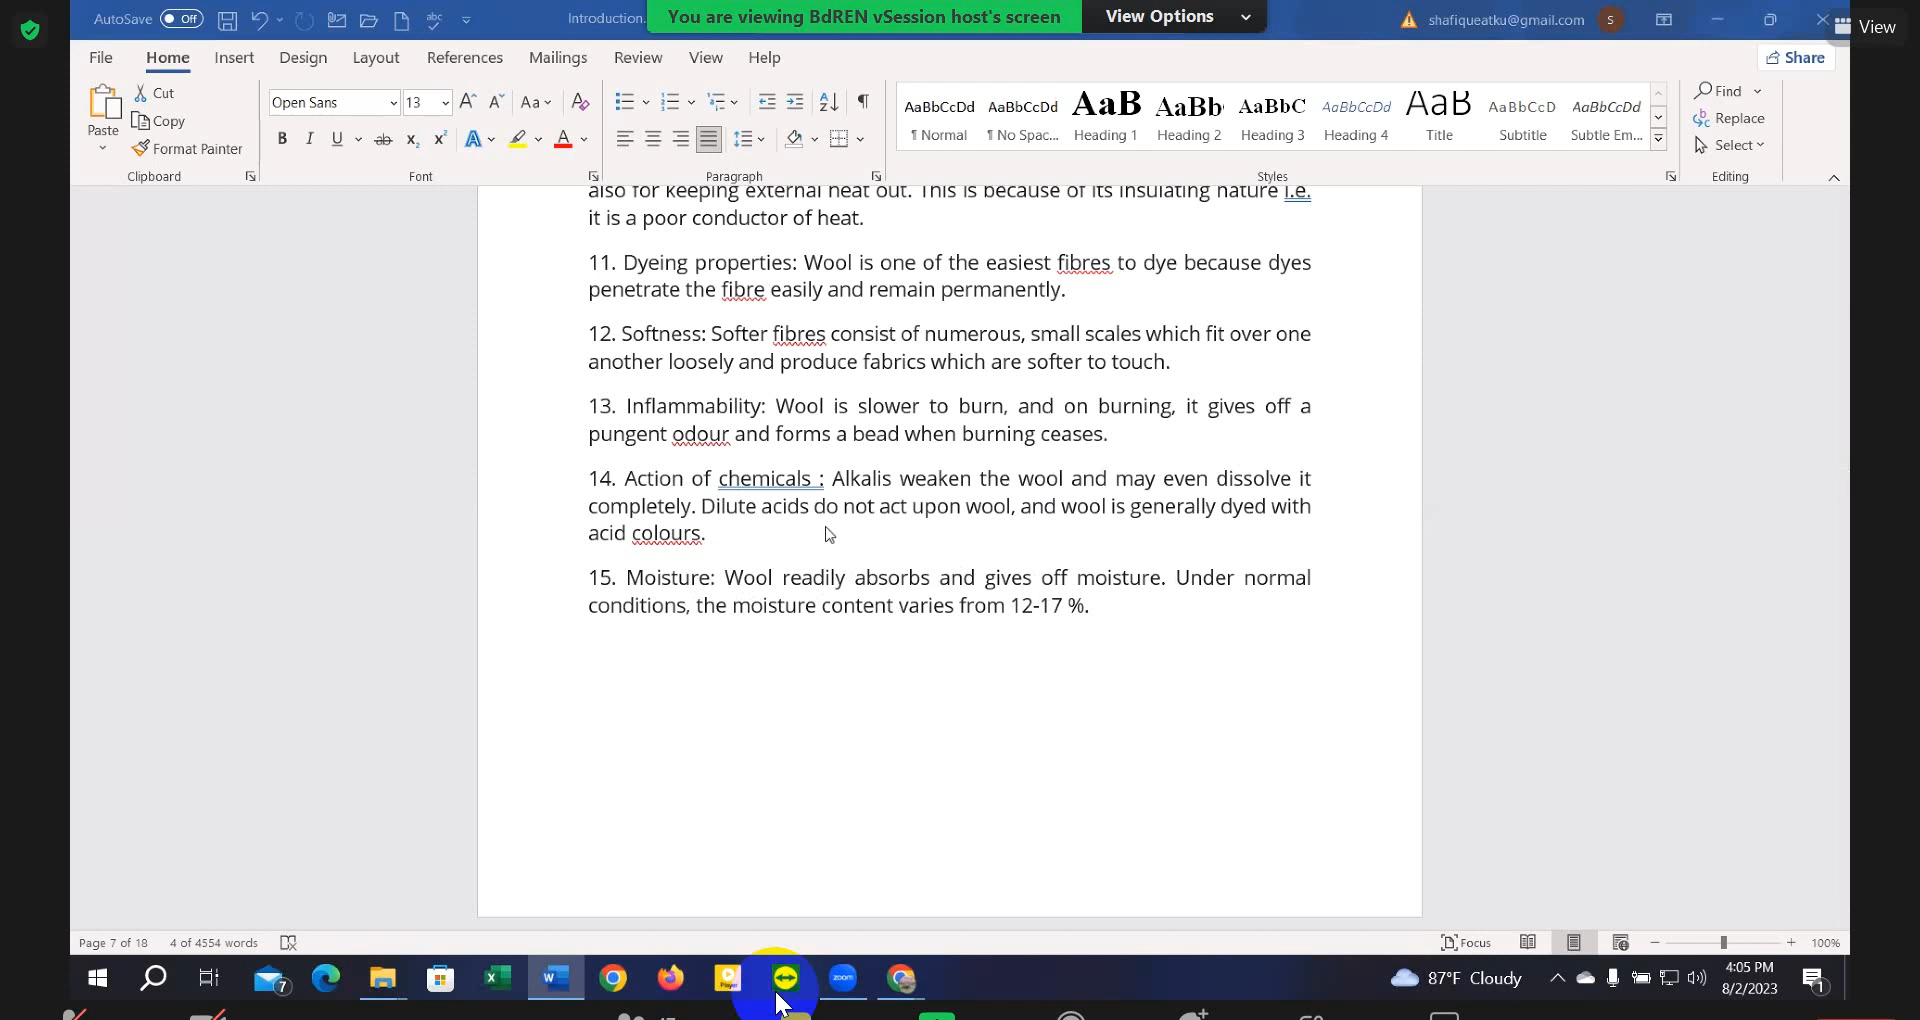 AutoSave Off Introduction. You are viewing BdREN vSession host's screen View Options shafiqueatku@gmail.com S View
File Home Insert Design Layout References Mailings Review View Help Share
Paste Cut Copy Format Painter Clipboard
Open Sans 13 Font
Paragraph
AaBbCcDd AaBbCcDd AaB AaBb AaBbC AaBbCcDd AaB AaBbCcD AaBbCcDd
¶ Normal ¶ No Spac... Heading 1 Heading 2 Heading 3 Heading 4 Title Subtitle Subtle Em...
Styles
Find Replace Select Editing
also for keeping external heat out. This is because of its insulating nature i.e.
it is a poor conductor of heat.
11. Dyeing properties: Wool is one of the easiest fibres to dye because dyes
penetrate the fibre easily and remain permanently.
12. Softness: Softer fibres consist of numerous, small scales which fit over one
another loosely and produce fabrics which are softer to touch.
13. Inflammability: Wool is slower to burn, and on burning, it gives off a
pungent odour and forms a bead when burning ceases.
14. Action of chemicals : Alkalis weaken the wool and may even dissolve it
completely. Dilute acids do not act upon wool, and wool is generally dyed with
acid colours.
15. Moisture: Wool readily absorbs and gives off moisture. Under normal
conditions, the moisture content varies from 12-17 %.
Page 7 of 18 4 of 4554 words Focus 100%
7 Player zoom 87°F Cloudy 4:05 PM
8/2/2023 1